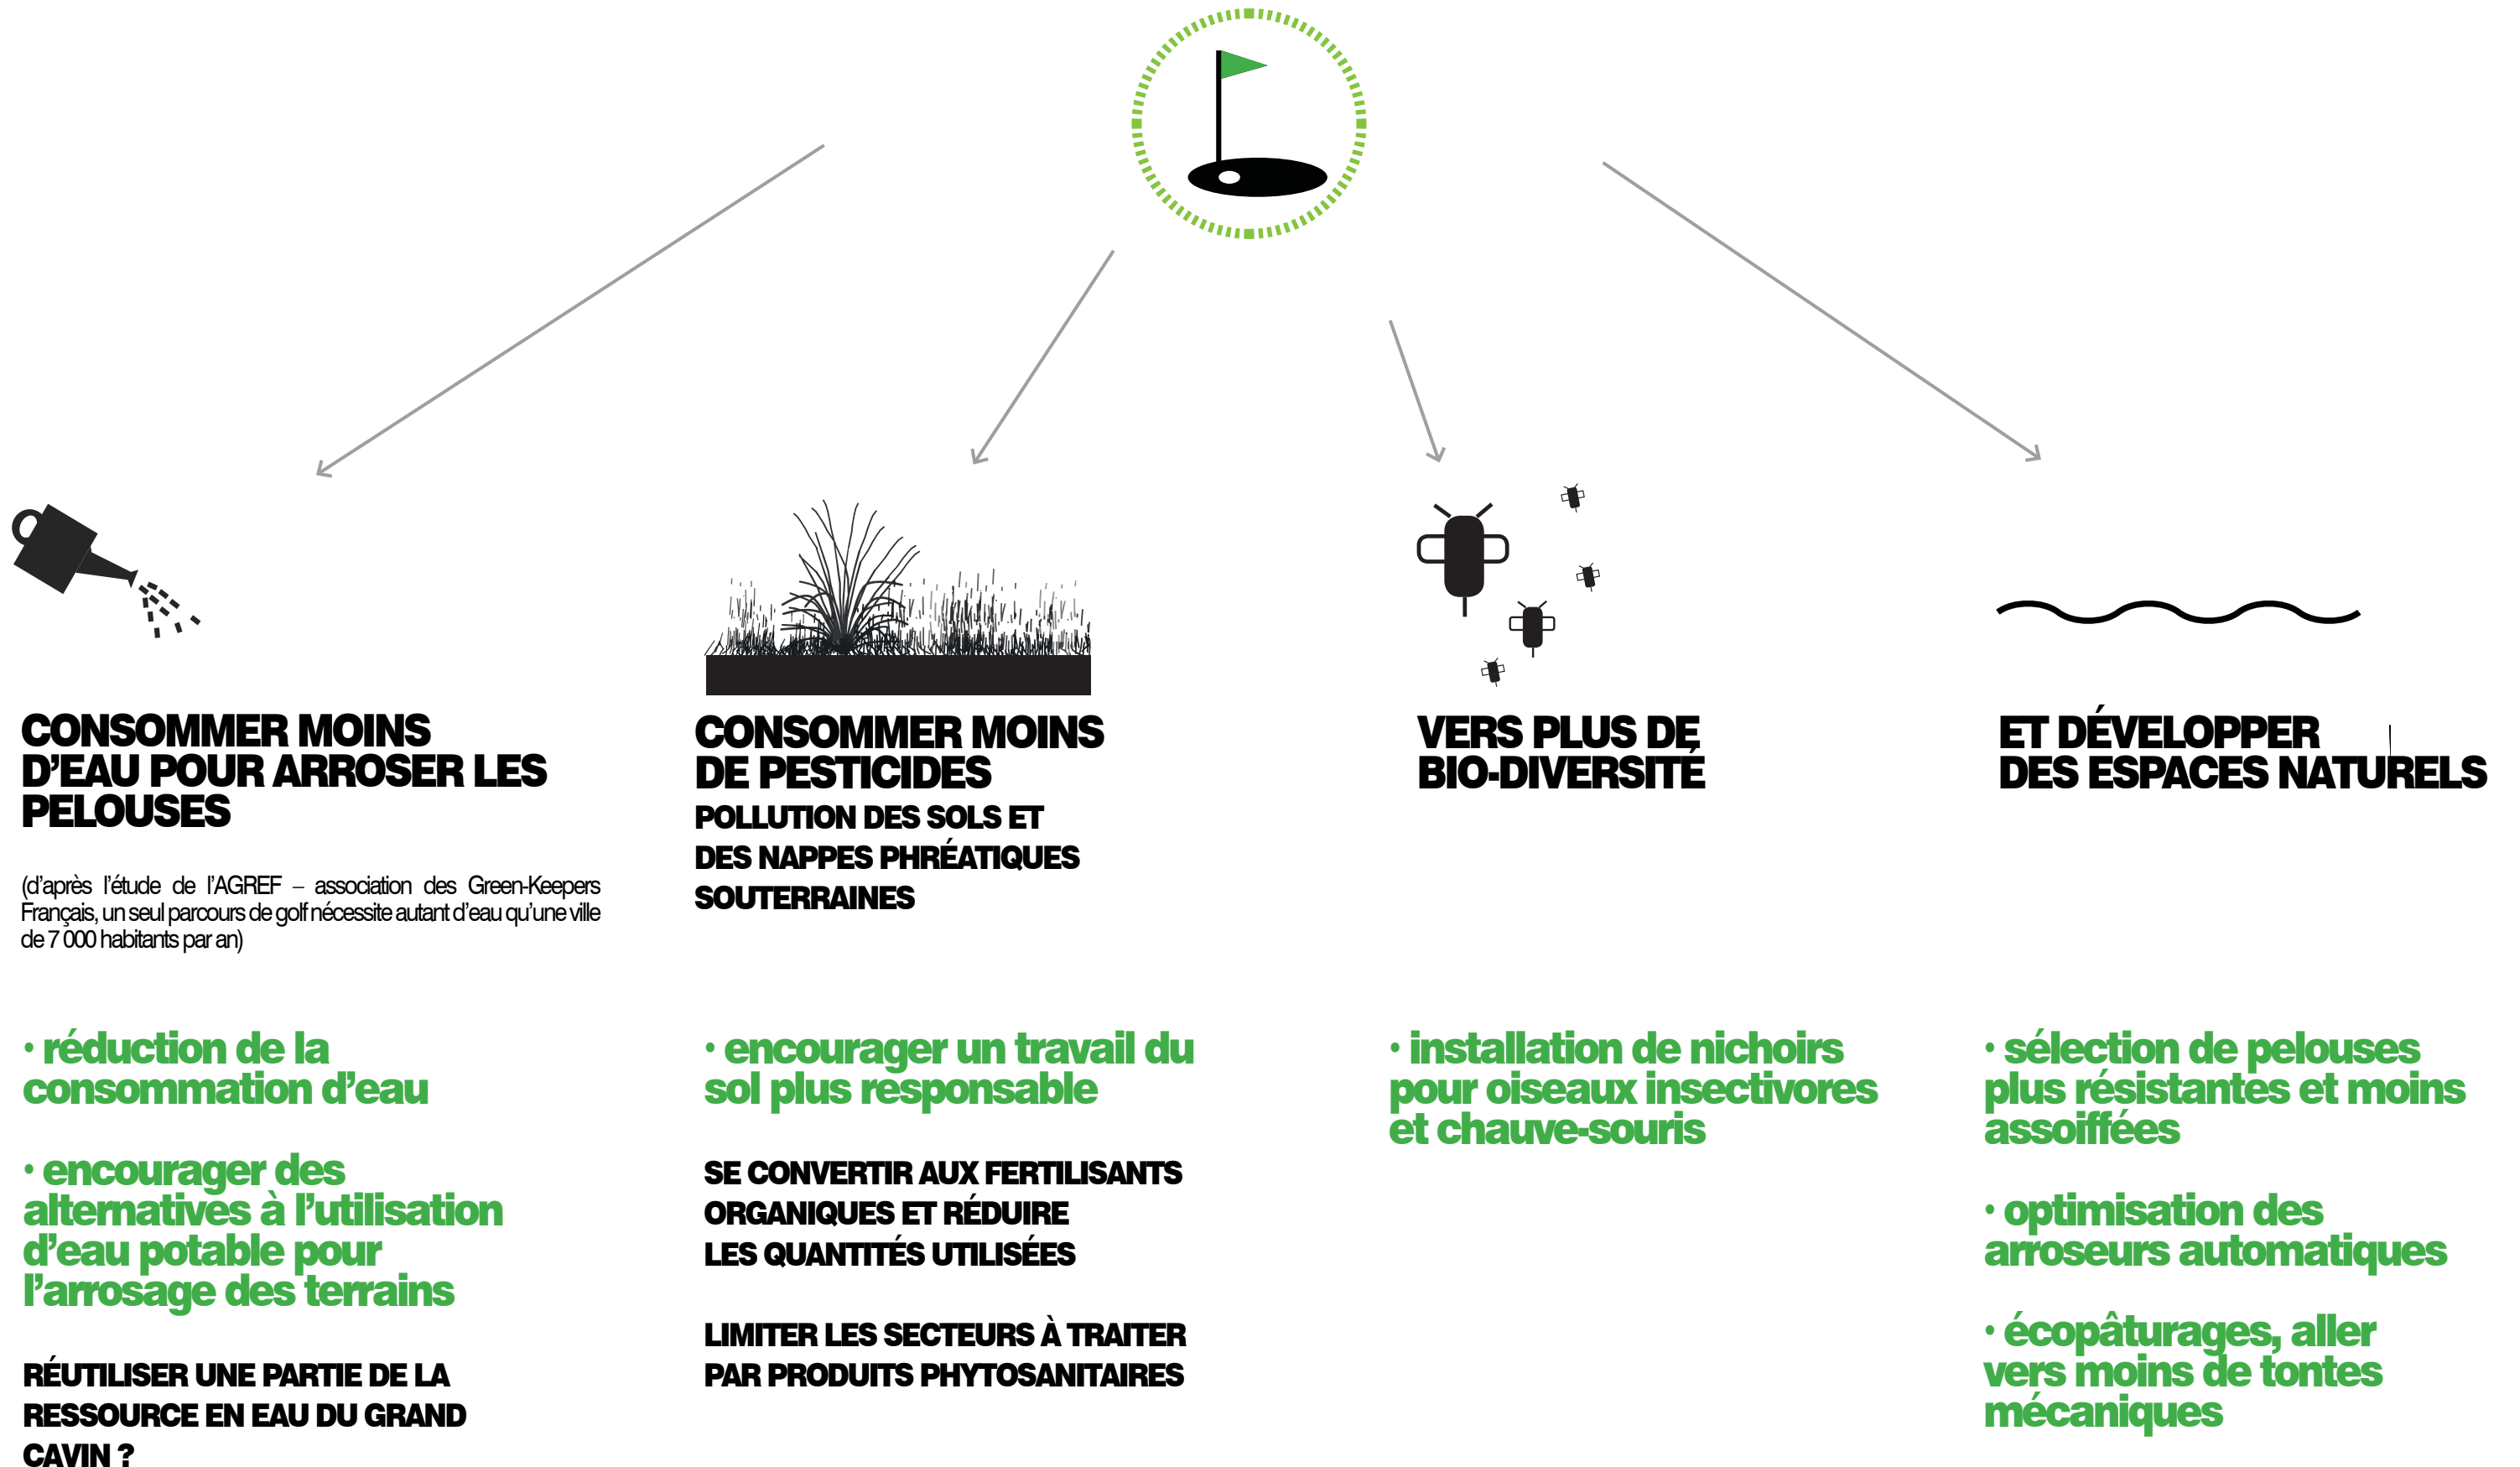 CONSOMMER MOINS
D’EAU POUR ARROSER LES
PELOUSES
(d’après l’étude de l’AGREF – association des Green-Keepers
Français, un seul parcours de golf nécessite autant d’eau qu’une ville
de 7 000 habitants par an)
• réduction de la
consommation d’eau
• encourager des
alternatives à l’utilisation
d’eau potable pour
l’arrosage des terrains
RÉUTILISER UNE PARTIE DE LA
RESSOURCE EN EAU DU GRAND
CAVIN ?
CONSOMMER MOINS
DE PESTICIDES
POLLUTION DES SOLS ET
DES NAPPES PHRÉATIQUES
SOUTERRAINES
• encourager un travail du
sol plus responsable
SE CONVERTIR AUX FERTILISANTS
ORGANIQUES ET RÉDUIRE
LES QUANTITÉS UTILISÉES
LIMITER LES SECTEURS À TRAITER
PAR PRODUITS PHYTOSANITAIRES
VERS PLUS DE
BIO-DIVERSITÉ
• installation de nichoirs
pour oiseaux insectivores
et chauve-souris
ET DÉVELOPPER
DES ESPACES NATURELS
• sélection de pelouses
plus résistantes et moins
assoiffées
• optimisation des
arroseurs automatiques
• écopâturages, aller
vers moins de tontes
mécaniques